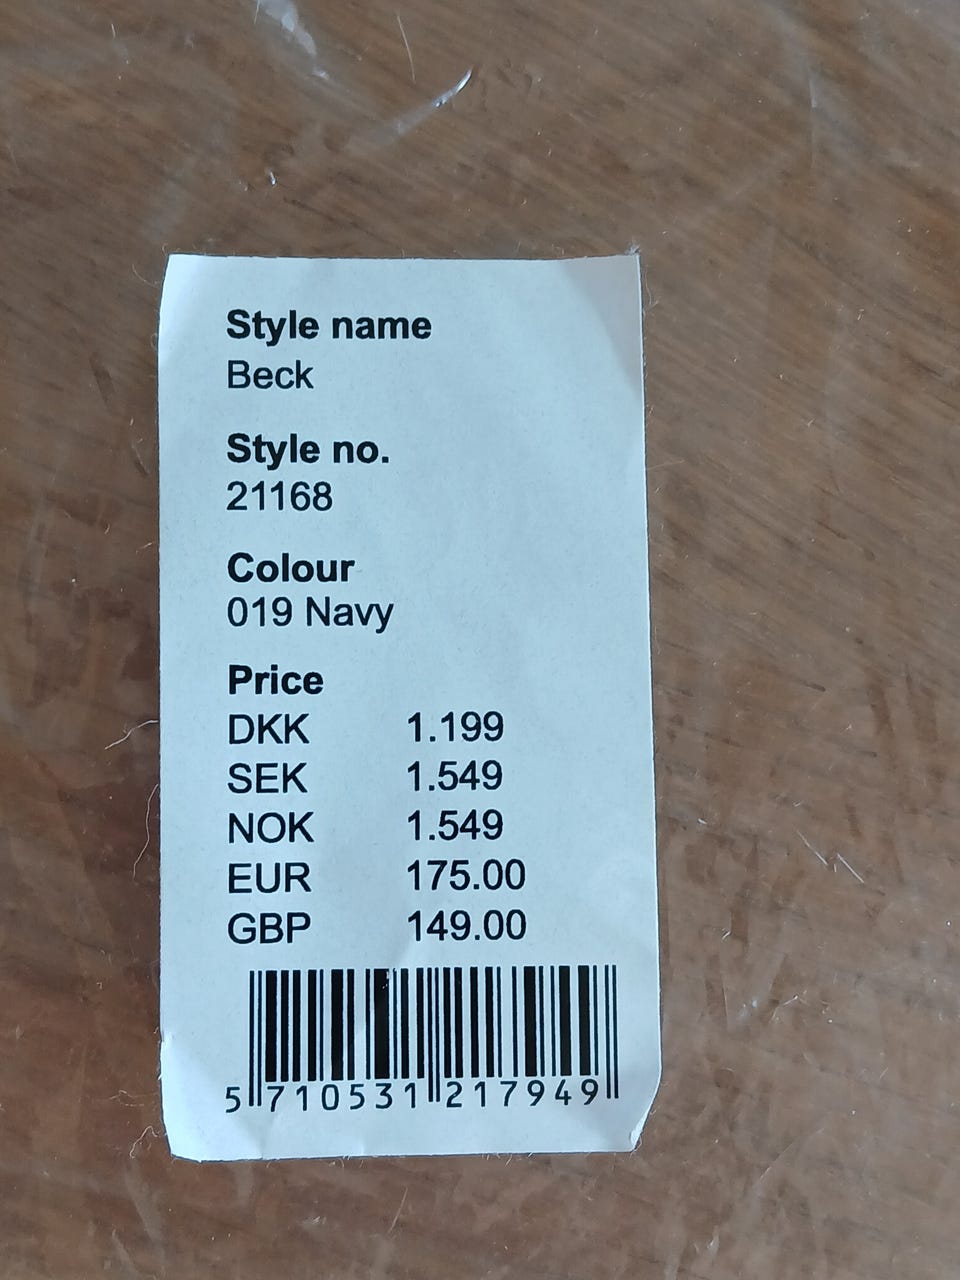 Style name
Beck
Style no.
21168
Colour
019 Navy
Price
DKK 1.199
SEK 1.549
NOK 1.549
EUR 175.00
GBP 149.00
5 710531 217949